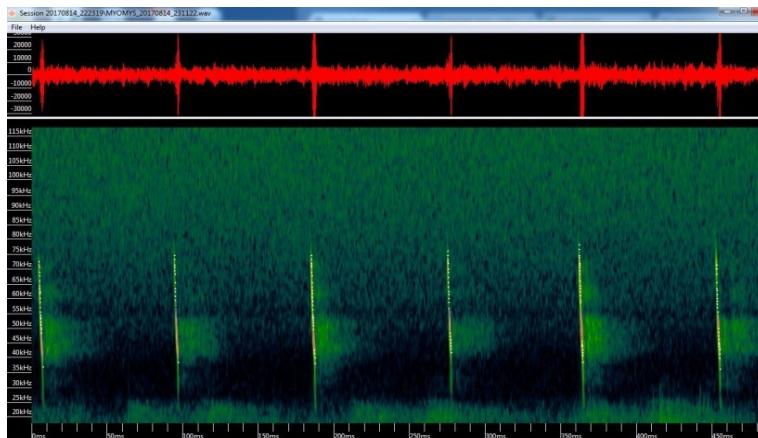 Session 20170814_222319\MYOMYS_20170814_231122.wav
File Help
30000
20000
10000
0
-10000
-20000
-30000
115kHz
110kHz
105kHz
100kHz
95kHz
90kHz
85kHz
80kHz
75kHz
70kHz
65kHz
60kHz
55kHz
50kHz
45kHz
40kHz
35kHz
30kHz
25kHz
20kHz
0ms 50ms 100ms 150ms 200ms 250ms 300ms 350ms 400ms 450ms